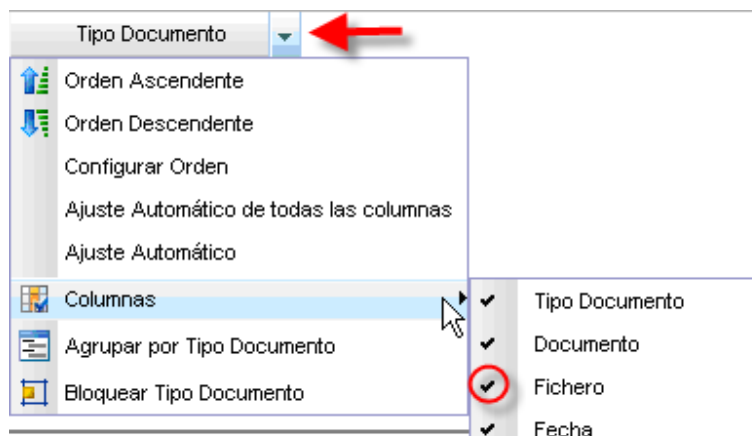 Tipo Documento
Orden Ascendente
Orden Descendente
Configurar Orden
Ajuste Automático de todas las columnas
Ajuste Automático
Columnas
Agrupar por Tipo Documento
Bloquear Tipo Documento
Tipo Documento
Documento
Fichero
Fecha